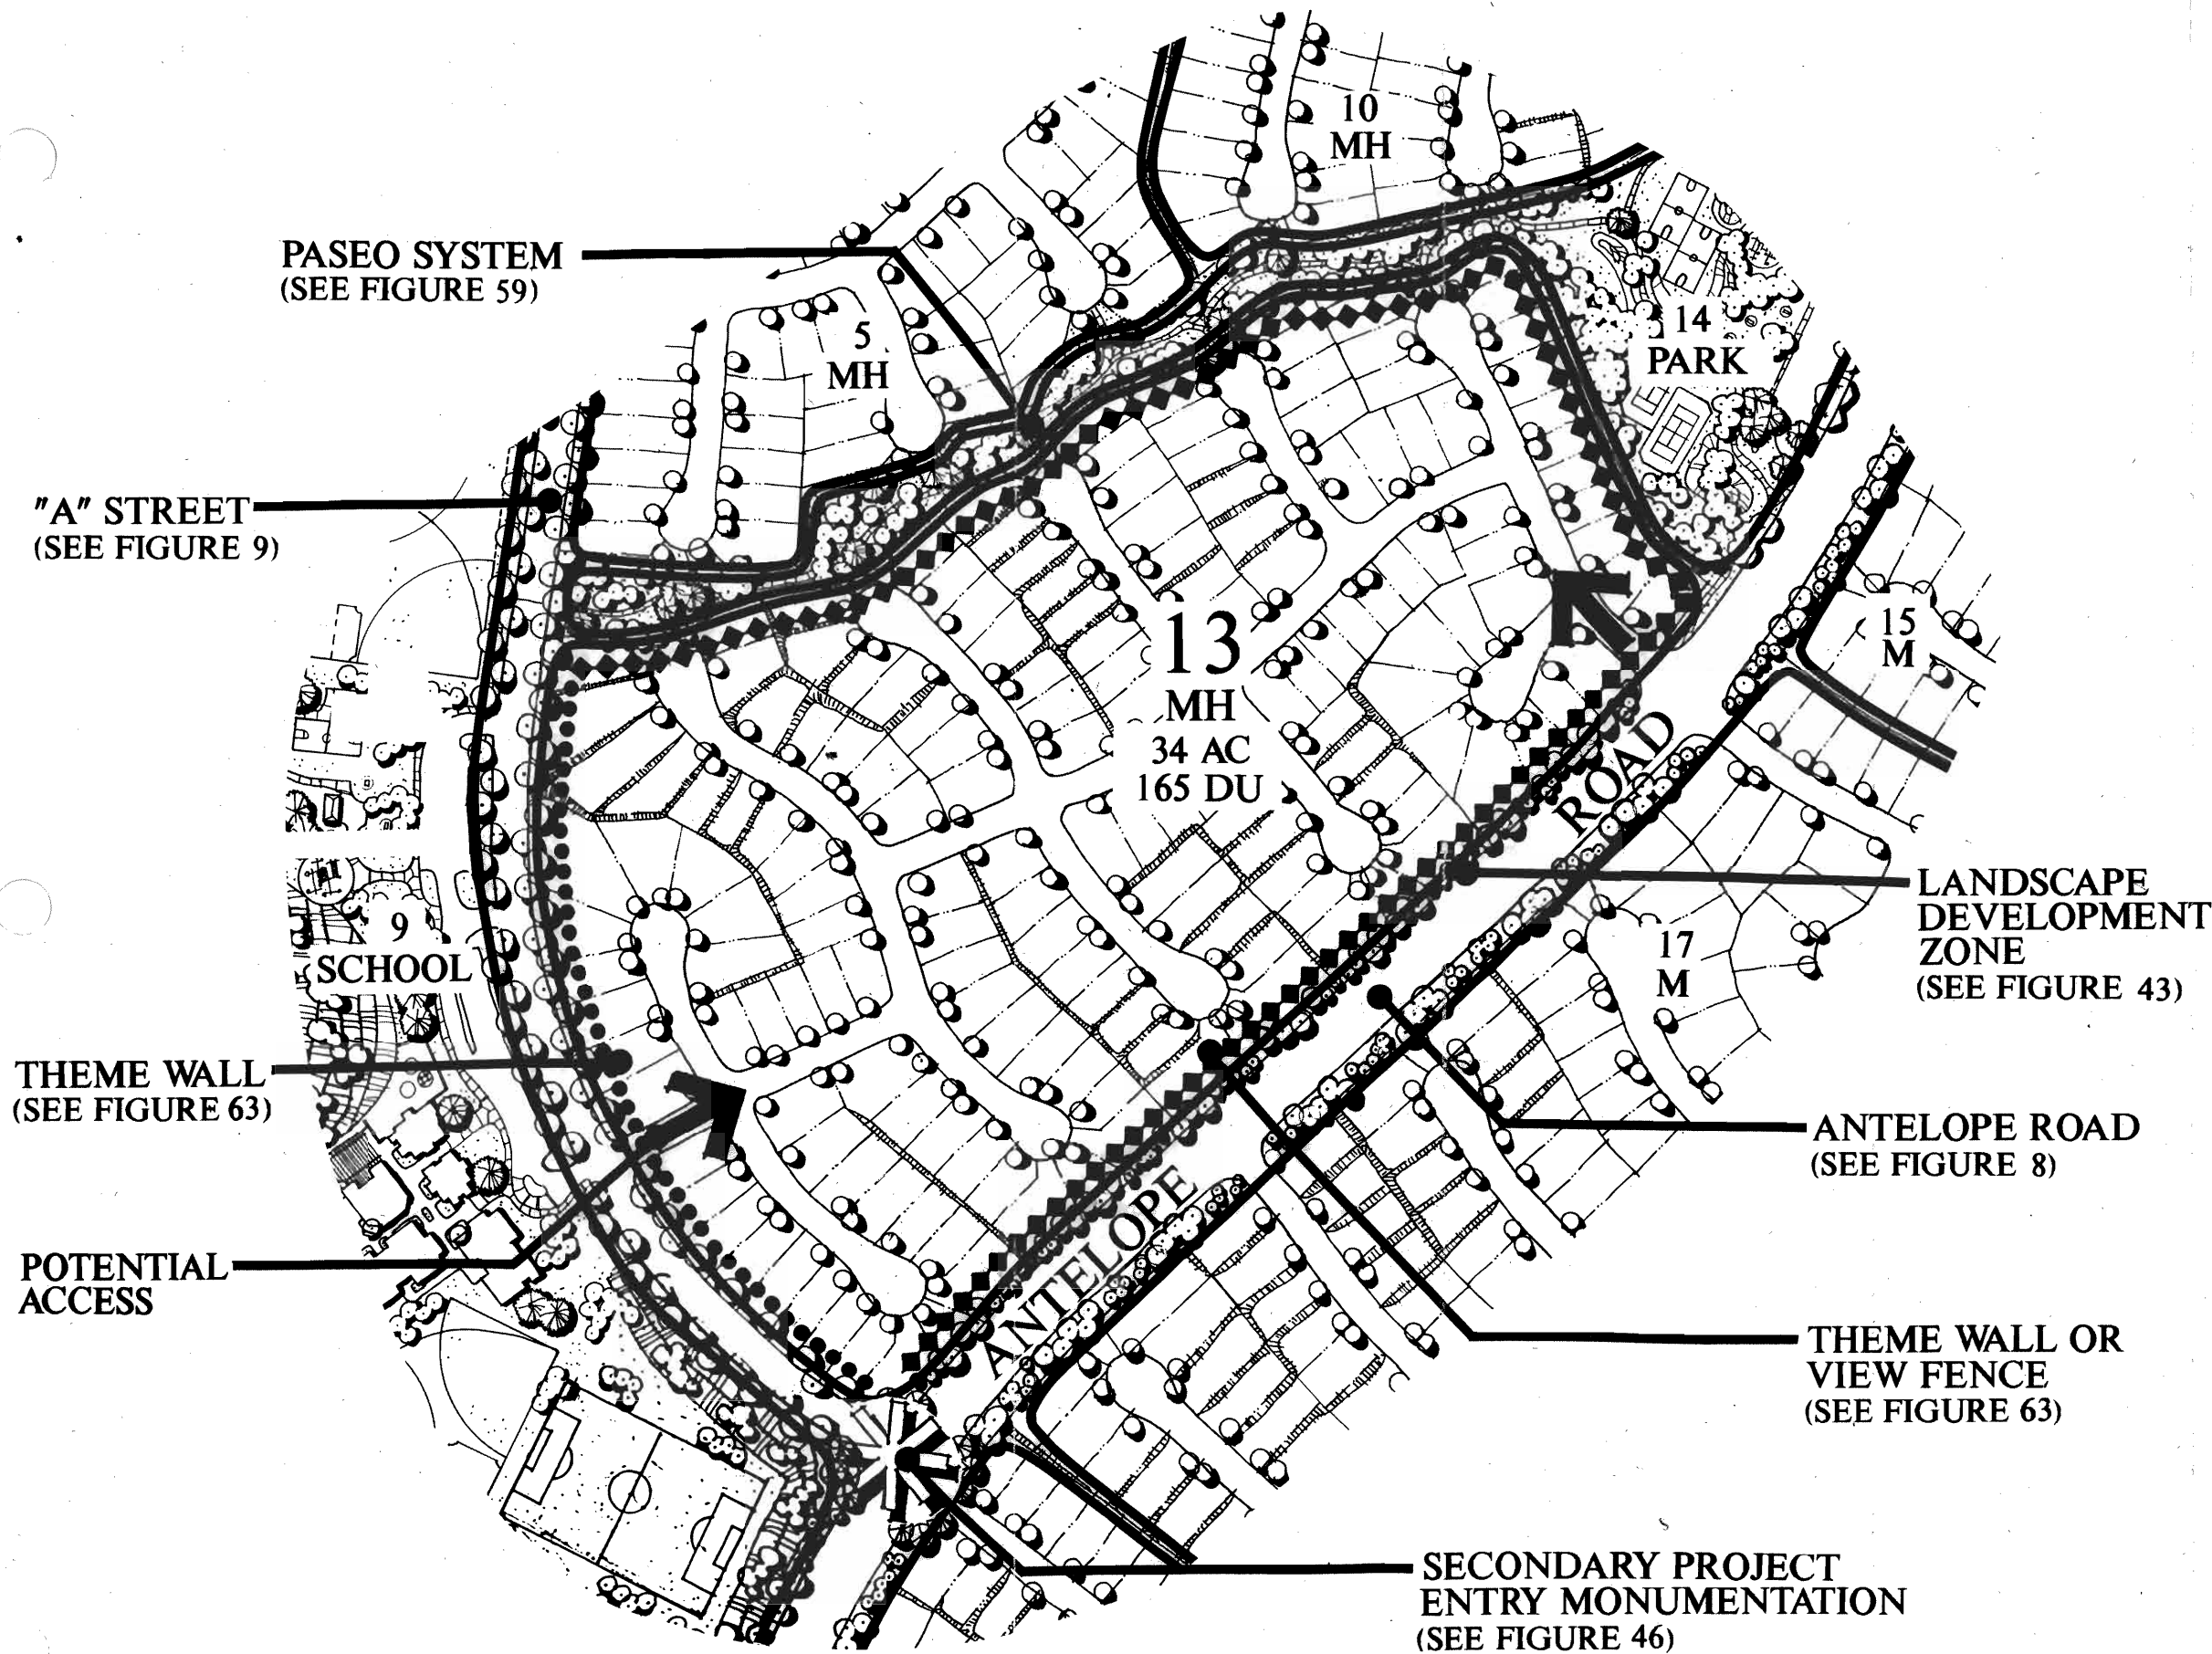 10
MH
PASEO SYSTEM
(SEE FIGURE 59)
5
MH
14
PARK
"A" STREET
(SEE FIGURE 9)
13
MH
34 AC
165 DU
15
M
ROAD
LANDSCAPE
DEVELOPMENT
ZONE
(SEE FIGURE 43)
9
SCHOOL
17
M
THEME WALL
(SEE FIGURE 63)
ANTELOPE ROAD
(SEE FIGURE 8)
ANTELOPE
POTENTIAL
ACCESS
THEME WALL OR
VIEW FENCE
(SEE FIGURE 63)
SECONDARY PROJECT
ENTRY MONUMENTATION
(SEE FIGURE 46)